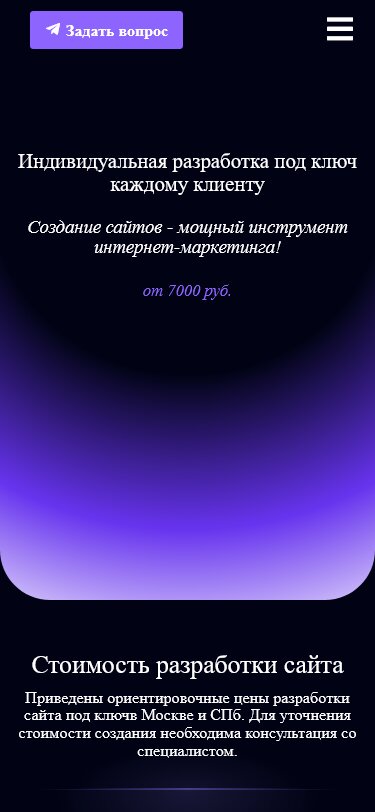 Задать вопрос
Индивидуальная разработка под ключ
каждому клиенту
Создание сайтов - мощный инструмент
интернет-маркетинга!
от 7000 руб.
Стоимость разработки сайта
Приведены ориентировочные цены разработки
сайта под ключв Москве и СПб. Для уточнения
стоимости создания необходима консультация со
специалистом.